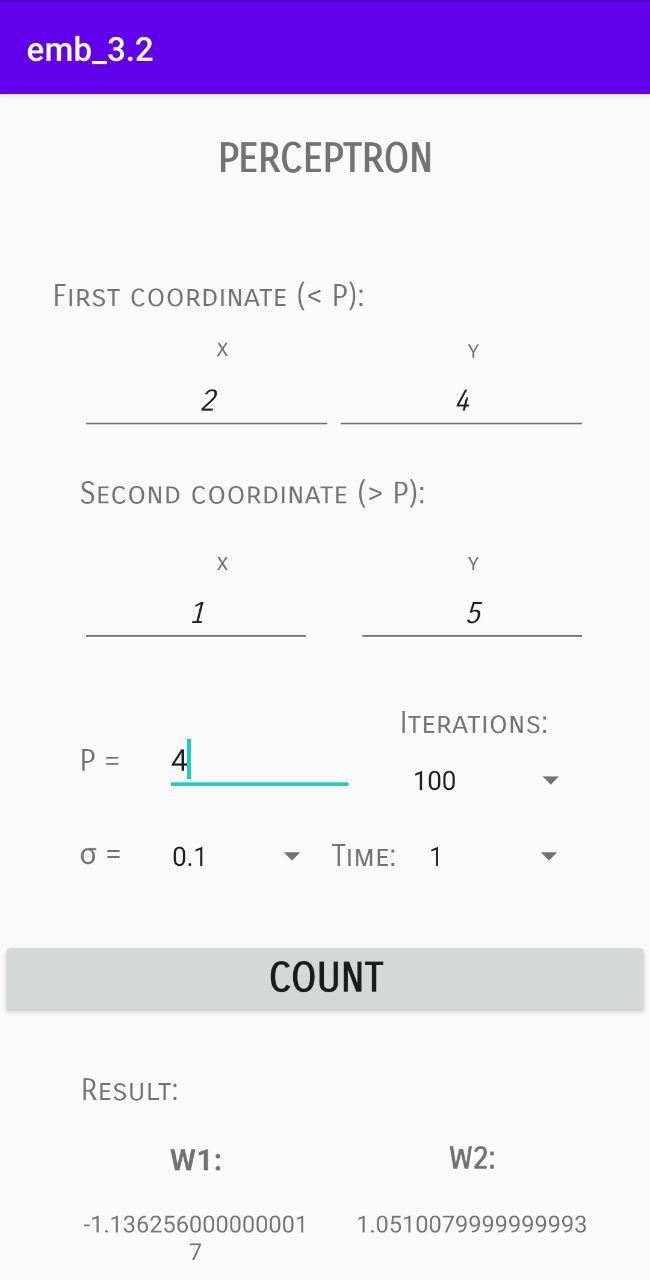 emb_3.2
PERCEPTRON
First coordinate (< P):
X Y
2 4
Second coordinate (> P):
X Y
1 5
Iterations:
P = 4
100
σ = 0.1 Time: 1
COUNT
Result:
W1: W2:
-1.136256000000001 1.0510079999999993
7